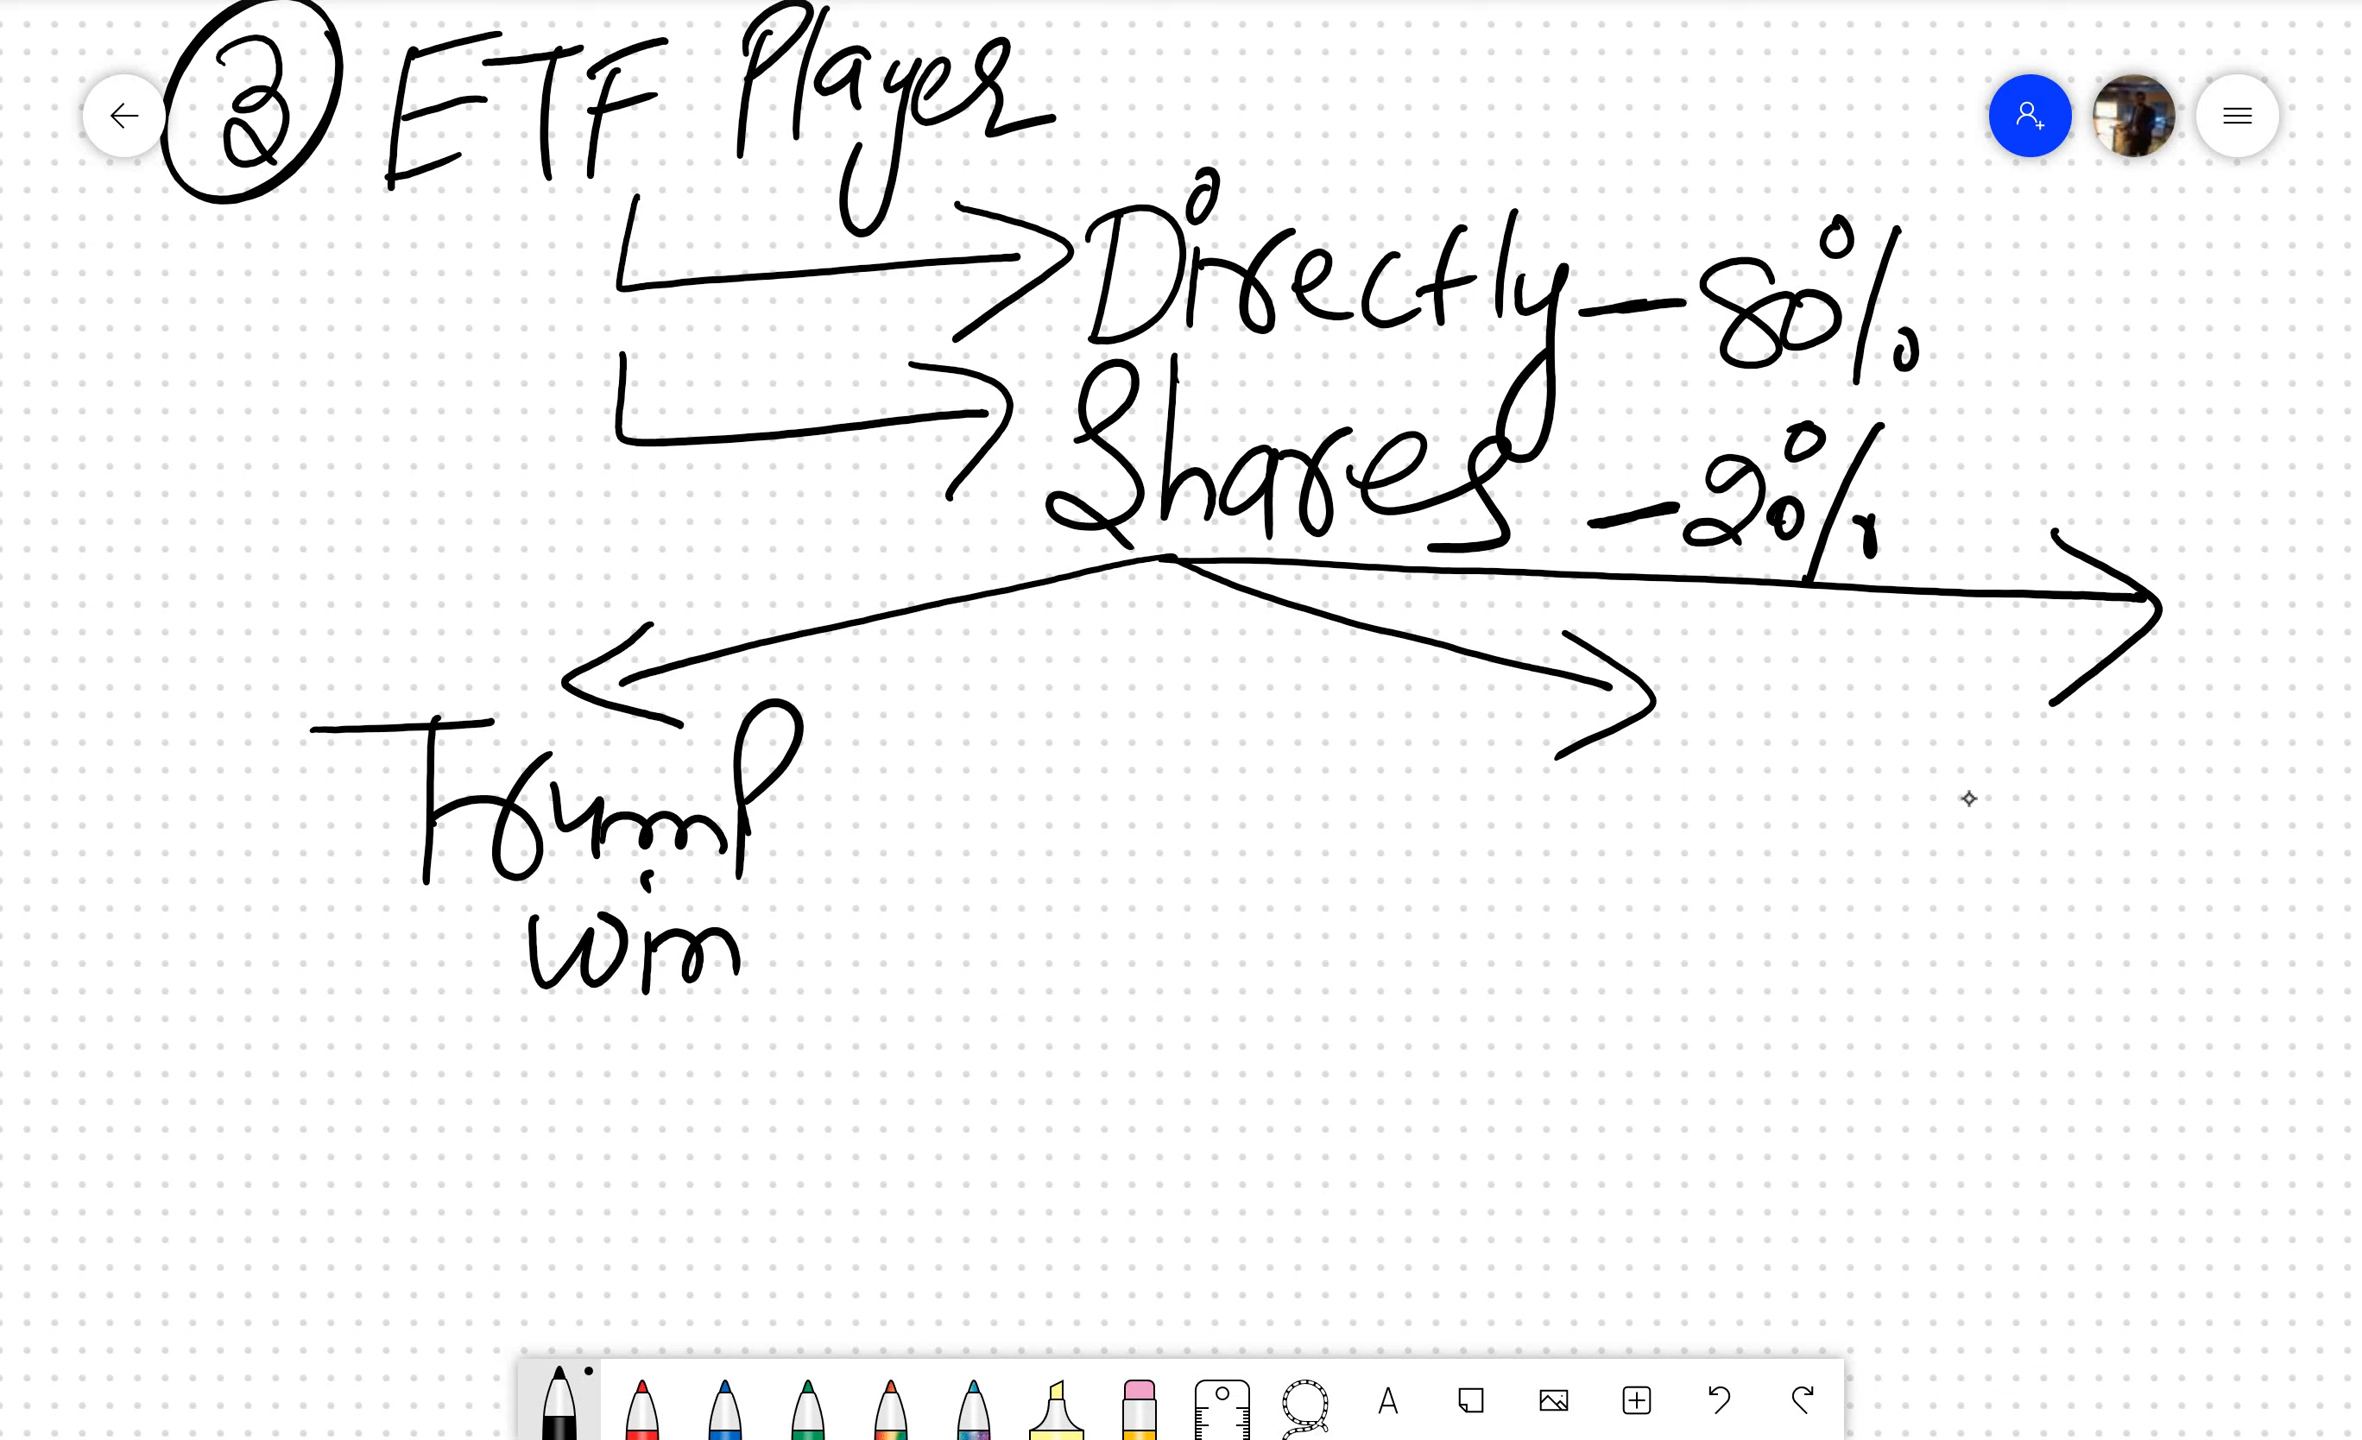 2 ETF Player
Directly - 80%
Shares - 20%
Trump
win
A